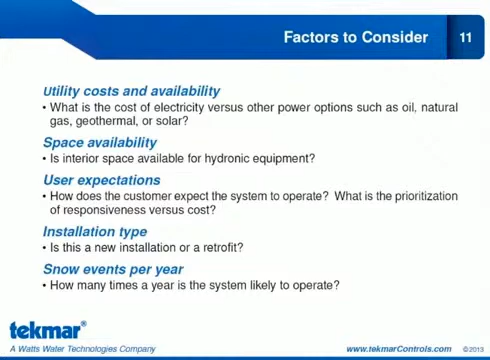 Factors to Consider 11
Utility costs and availability
• What is the cost of electricity versus other power options such as oil, natural
gas, geothermal, or solar?
Space availability
• Is interior space available for hydronic equipment?
User expectations
• How does the customer expect the system to operate? What is the prioritization
of responsiveness versus cost?
Installation type
• Is this a new installation or a retrofit?
Snow events per year
• How many times a year is the system likely to operate?
tekmar®
A Watts Water Technologies Company www.tekmarControls.com ©2013